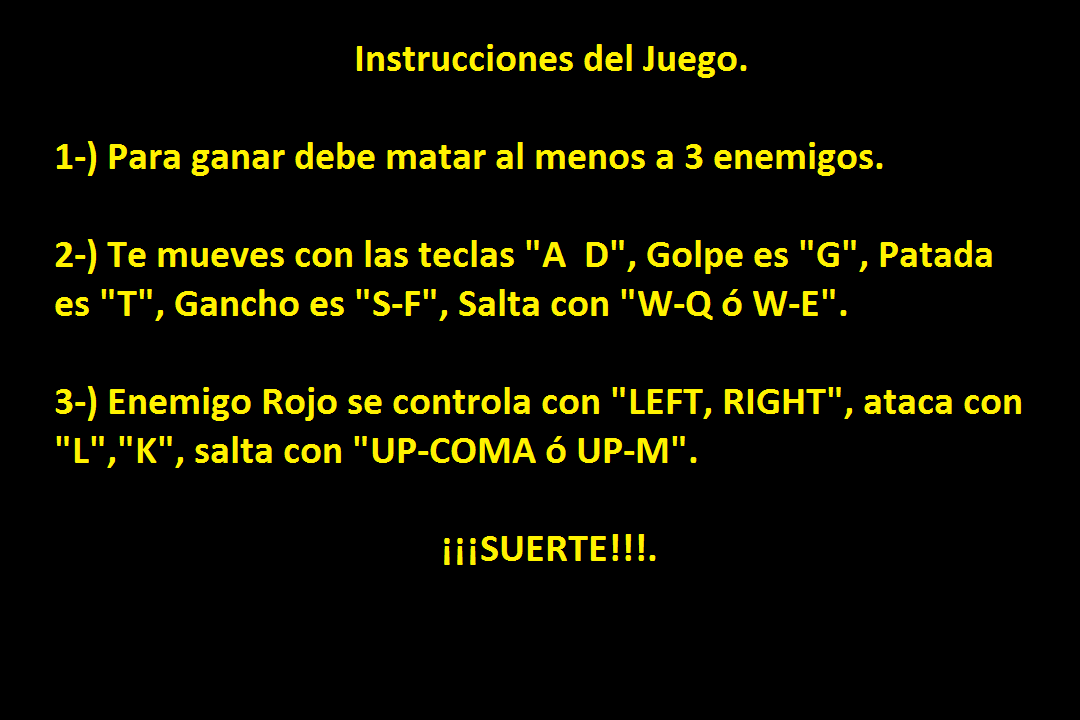 Instrucciones del Juego.
1-) Para ganar debe matar al menos a 3 enemigos.
2-) Te mueves con las teclas "A  D", Golpe es "G", Patada
es "T", Gancho es "S-F", Salta con "W-Q ó W-E".
3-) Enemigo Rojo se controla con "LEFT, RIGHT", ataca con
"L","K", salta con "UP-COMA ó UP-M".
¡¡¡SUERTE!!!.